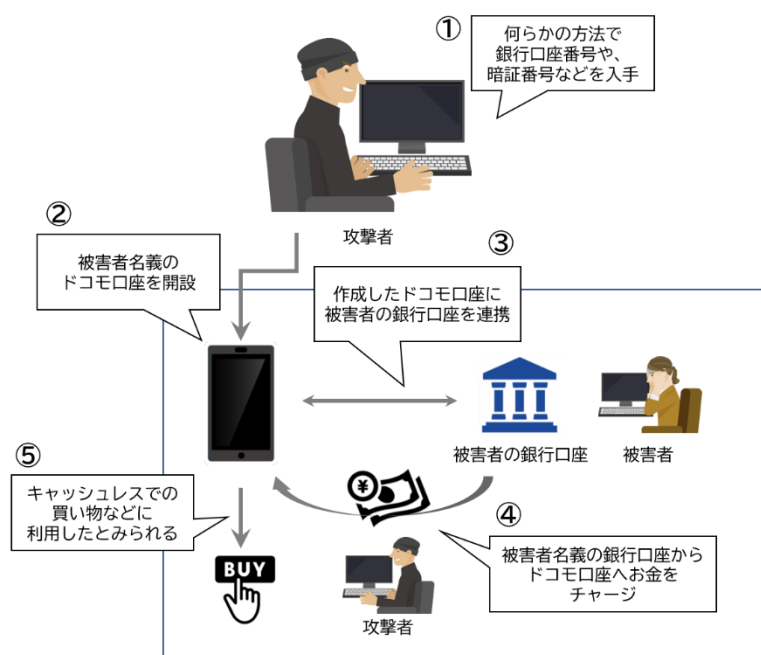 ①
何らかの方法で
銀行口座番号や、
暗証番号などを入手
攻撃者
②
被害者名義の
ドコモ口座を開設
③
作成したドコモ口座に
被害者の銀行口座を連携
被害者の銀行口座
被害者
¥
④
被害者名義の銀行口座から
ドコモ口座へお金を
チャージ
攻撃者
⑤
キャッシュレスでの
買い物などに
利用したとみられる
BUY